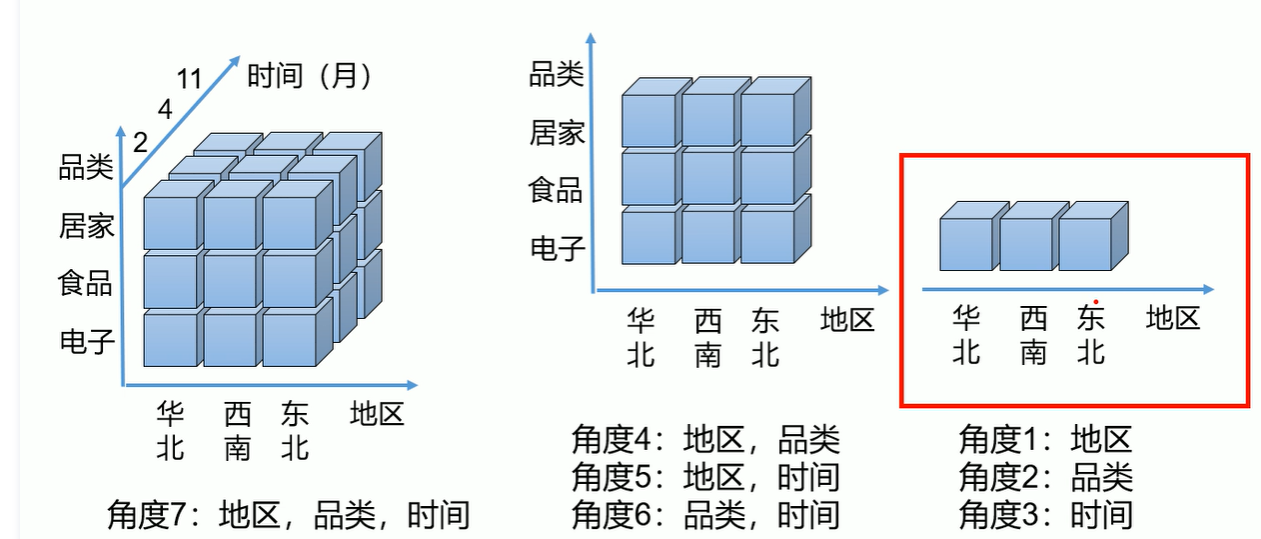 11
时间（月）
4
2
品类
居家
食品
电子
华北
西南
东北
地区
角度7：地区，品类，时间
品类
居家
食品
电子
华北
西南
东北
地区
角度4：地区，品类
角度5：地区，时间
角度6：品类，时间
华北
西南
东北
地区
角度1：地区
角度2：品类
角度3：时间